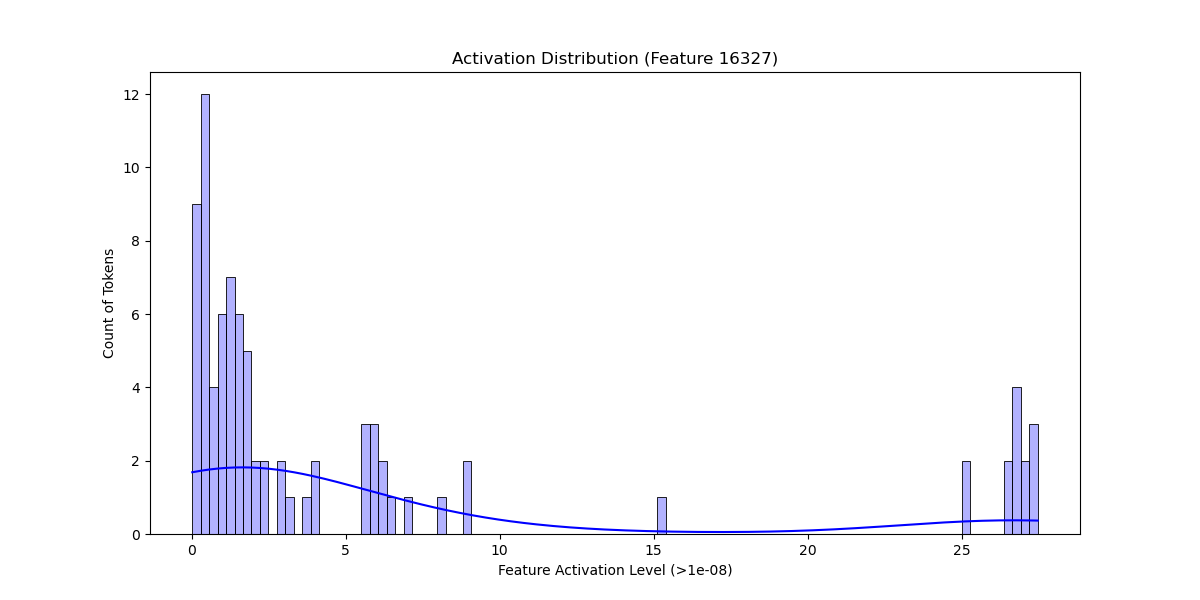 Activation Distribution (Feature 16327)
12
10
8
6
4
2
0
Count of Tokens
0 5 10 15 20 25
Feature Activation Level (>1e-08)